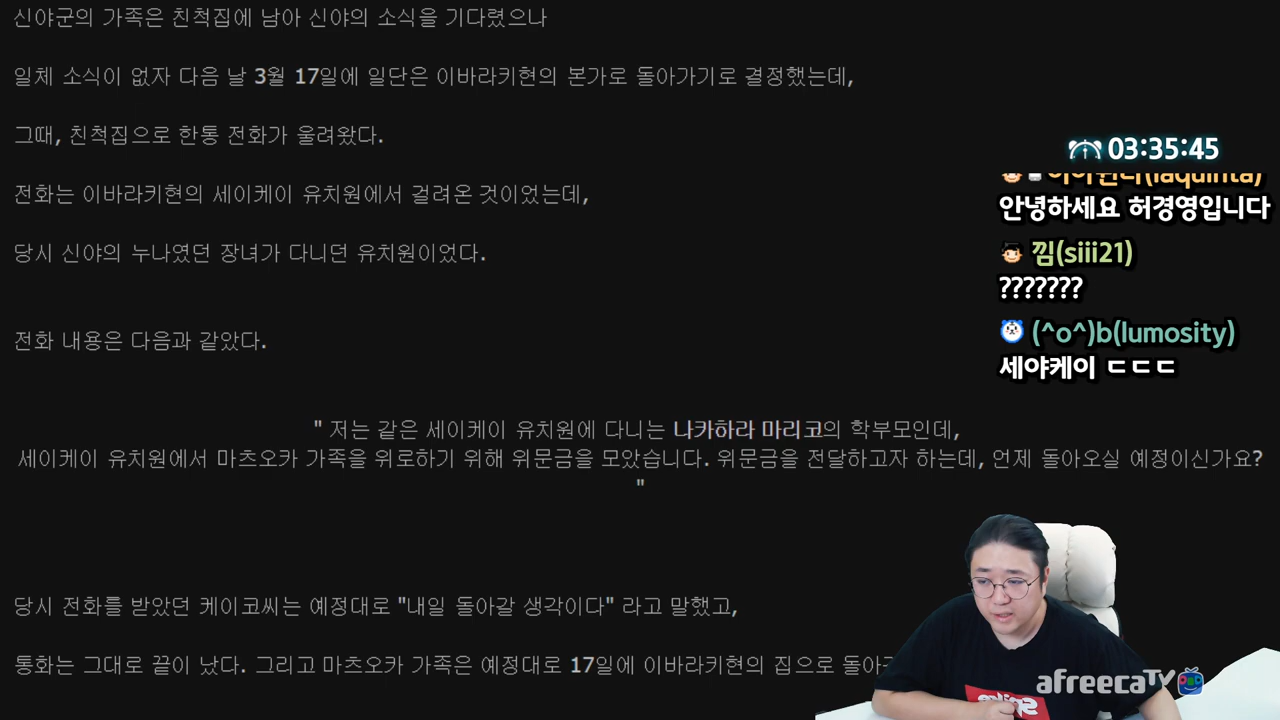 신야군의 가족은 친척집에 남아 신야의 소식을 기다렸으나
일체 소식이 없자 다음 날 3월 17일에 일단은 이바라키현의 본가로 돌아가기로 결정했는데,
그때, 친척집으로 한통 전화가 울려왔다.
전화는 이바라키현의 세이케이 유치원에서 걸려온 것이었는데,
당시 신야의 누나였던 장녀가 다니던 유치원이었다.
전화 내용은 다음과 같았다.
" 저는 같은 세이케이 유치원에 다니는 나카하라 마리코의 학부모인데,
세이케이 유치원에서 마츠오카 가족을 위로하기 위해 위문금을 모았습니다. 위문금을 전달하고자 하는데, 언제 돌아오실 예정이신가요?
"
당시 전화를 받았던 케이코씨는 예정대로 "내일 돌아갈 생각이다" 라고 말했고,
통화는 그대로 끝이 났다. 그리고 마츠오카 가족은 예정대로 17일에 이바라키현의 집으로
03:35:45
(laquinta)
안녕하세요 허경영입니다
낌(siii21)
???????
(^o^)b(lumosity)
세야케이 ㄷㄷㄷ
afreecaTV